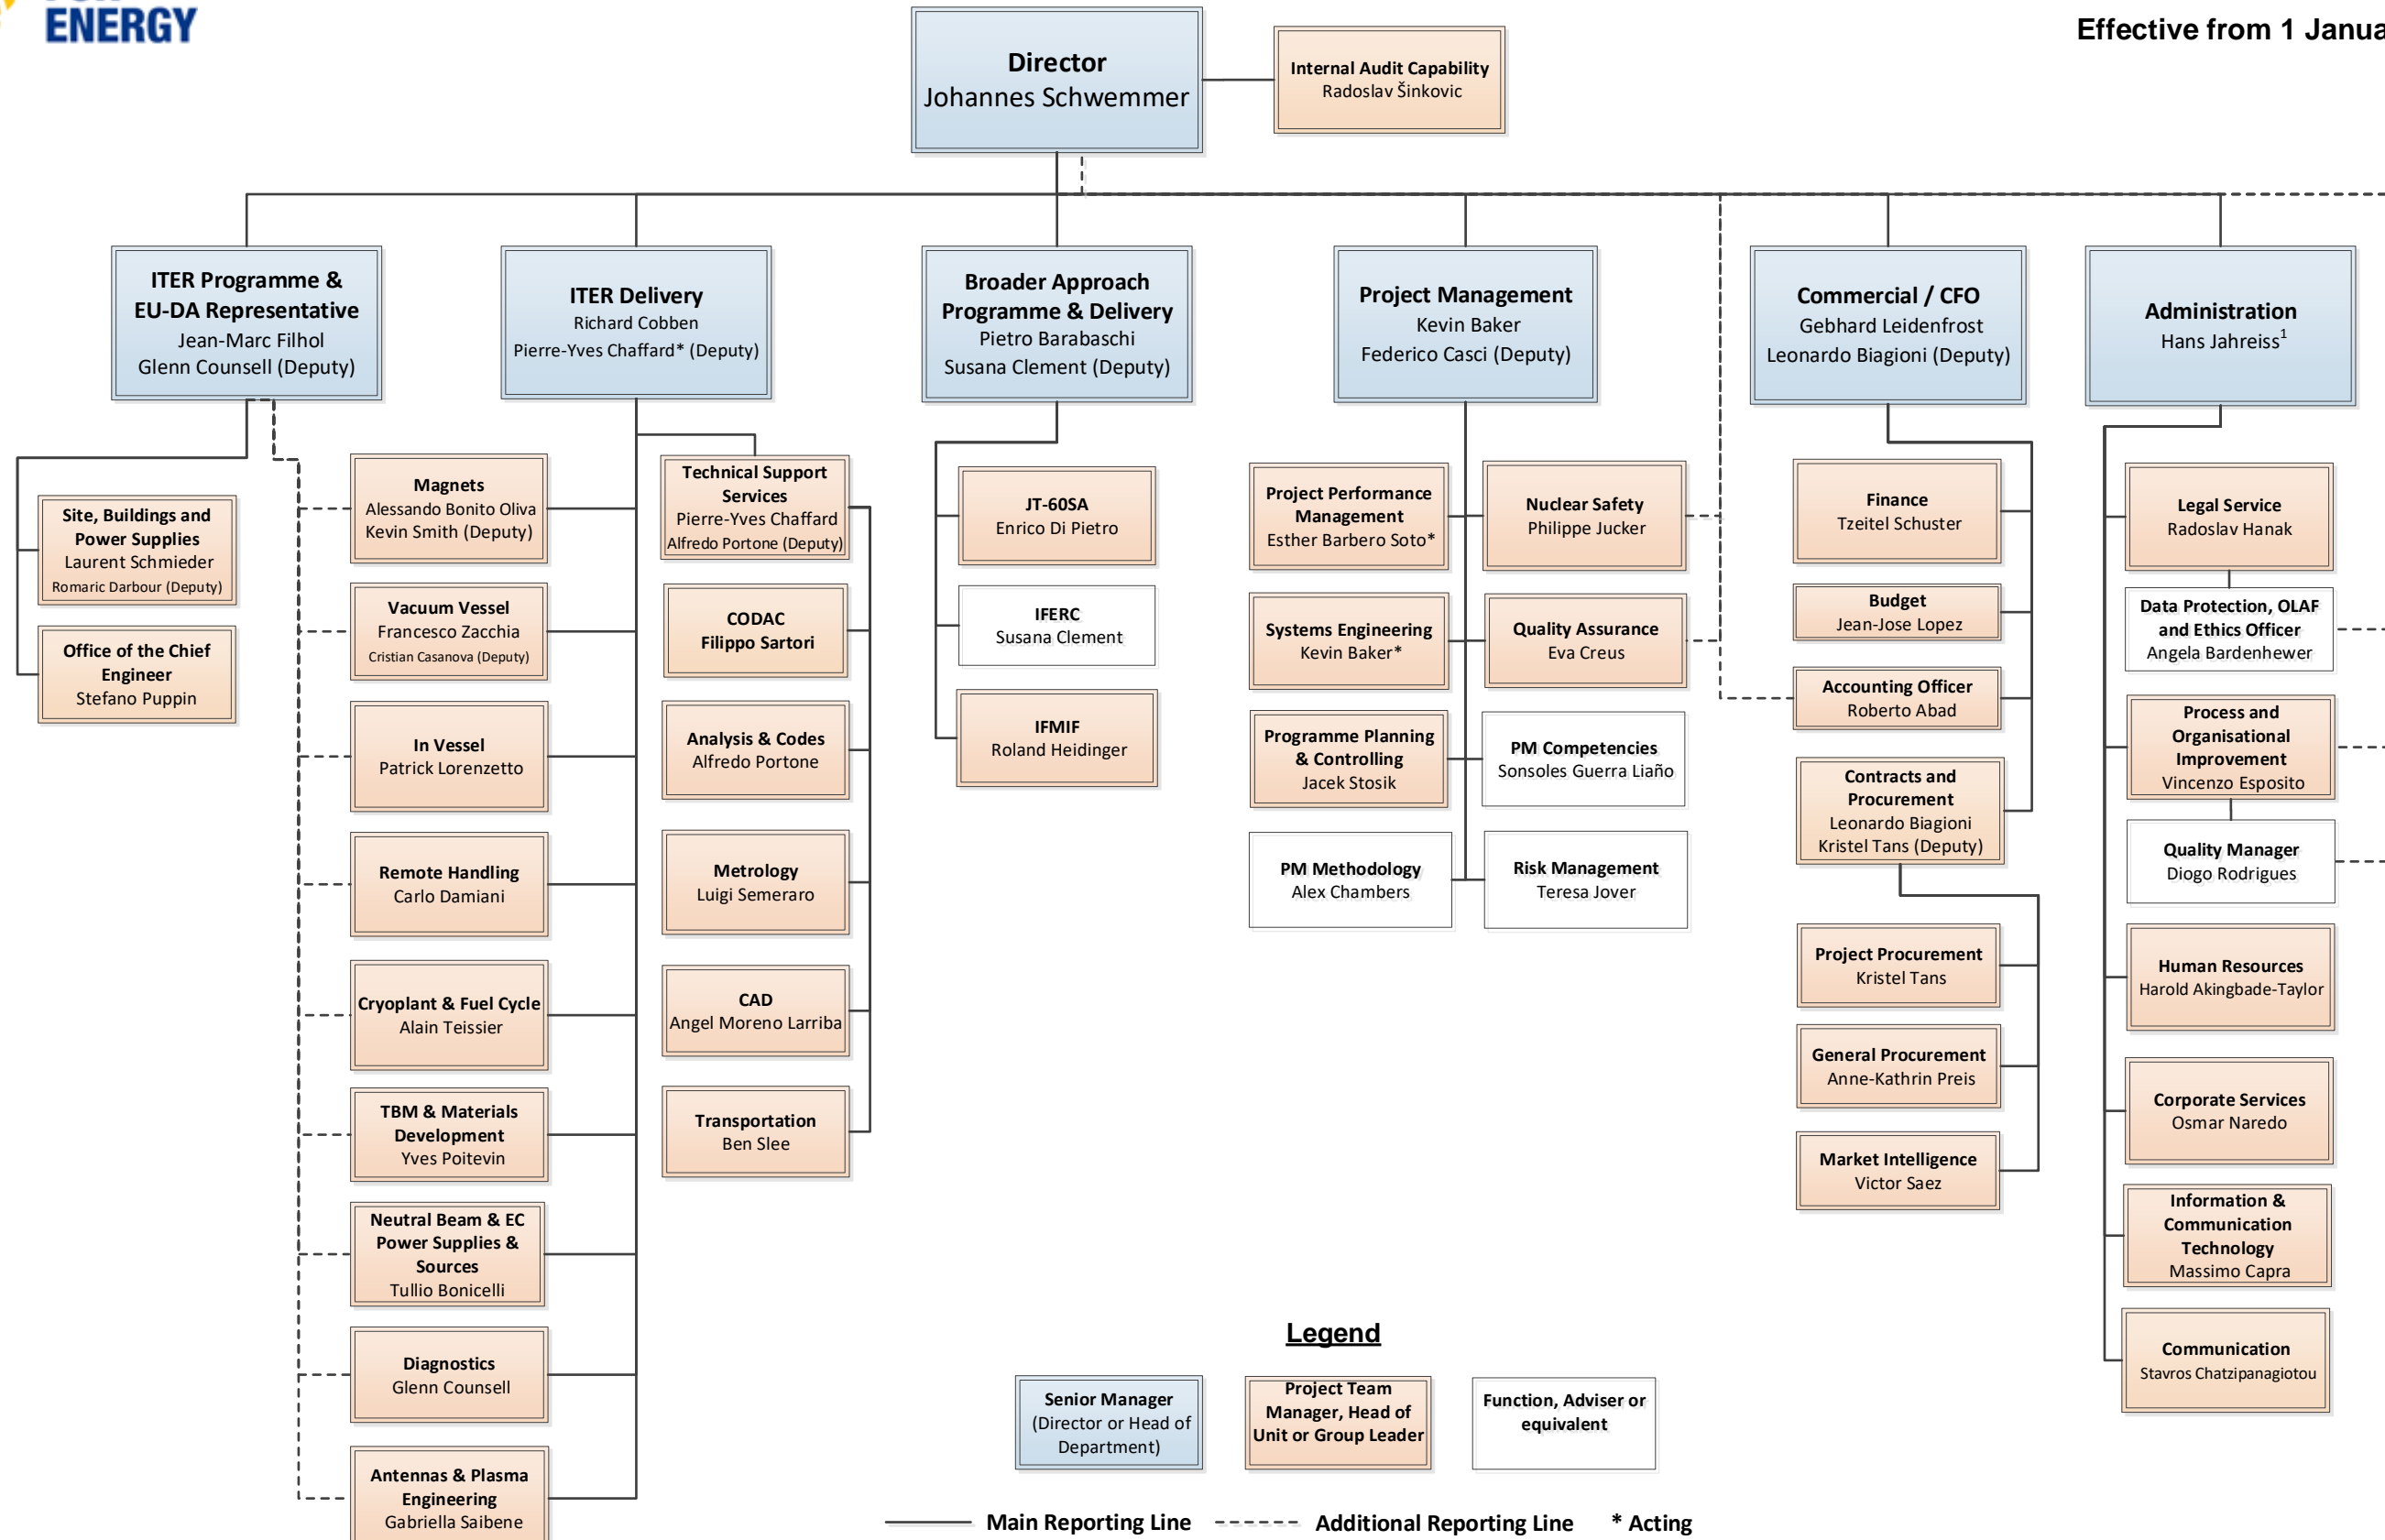 ENERGY
Effective from 1
Director
Johannes Schwemmer
Internal Audit Capability
Radoslav Šinkovic
ITER Programme &
EU-DA Representative
Jean-Marc Filhol
Glenn Counsell (Deputy)
ITER Delivery
Richard Cobben
Pierre-Yves Chaffard* (Deputy)
Broader Approach
Programme & Delivery
Pietro Barabaschi
Susana Clement (Deputy)
Project Management
Kevin Baker
Federico Casci (Deputy)
Commercial / CFO
Gebhard Leidenfrost
Leonardo Biagioni (Deputy)
Administration
Hans Jahreiss¹
Site, Buildings and
Power Supplies
Laurent Schmieder
Romaric Darbour (Deputy)
Office of the Chief
Engineer
Stefano Puppin
Magnets
Alessando Bonito Oliva
Kevin Smith (Deputy)
Vacuum Vessel
Francesco Zacchia
Cristian Casanova (Deputy)
In Vessel
Patrick Lorenzetto
Remote Handling
Carlo Damiani
Cryoplant & Fuel Cycle
Alain Teissier
TBM & Materials
Development
Yves Poitevin
Neutral Beam & EC
Power Supplies &
Sources
Tullio Bonicelli
Diagnostics
Glenn Counsell
Antennas & Plasma
Engineering
Gabriella Saibene
Technical Support
Services
Pierre-Yves Chaffard
Alfredo Portone (Deputy)
CODAC
Filippo Sartori
Analysis & Codes
Alfredo Portone
Metrology
Luigi Semeraro
CAD
Angel Moreno Larriba
Transportation
Ben Slee
JT-60SA
Enrico Di Pietro
IFERC
Susana Clement
IFMIF
Roland Heidinger
Project Performance
Management
Esther Barbero Soto*
Systems Engineering
Kevin Baker*
Programme Planning
& Controlling
Jacek Stosik
PM Methodology
Alex Chambers
Nuclear Safety
Philippe Jucker
Quality Assurance
Eva Creus
PM Competencies
Sonsoles Guerra Liaño
Risk Management
Teresa Jover
Finance
Tzeitel Schuster
Budget
Jean-Jose Lopez
Accounting Officer
Roberto Abad
Contracts and
Procurement
Leonardo Biagioni
Kristel Tans (Deputy)
Project Procurement
Kristel Tans
General Procurement
Anne-Kathrin Preis
Market Intelligence
Victor Saez
Legal Service
Radoslav Hanak
Data Protection, OLAF
and Ethics Officer
Angela Bardenhewer
Process and
Organisational
Improvement
Vincenzo Esposito
Quality Manager
Diogo Rodrigues
Human Resources
Harold Akingbade-Taylor
Corporate Services
Osmar Naredo
Information &
Communication
Technology
Massimo Capra
Communication
Stavros Chatzipanagiotou
Legend
Senior Manager
(Director or Head of
Department)
Project Team
Manager, Head of
Unit or Group Leader
Function, Adviser or
equivalent
Main Reporting Line
Additional Reporting Line
* Acting